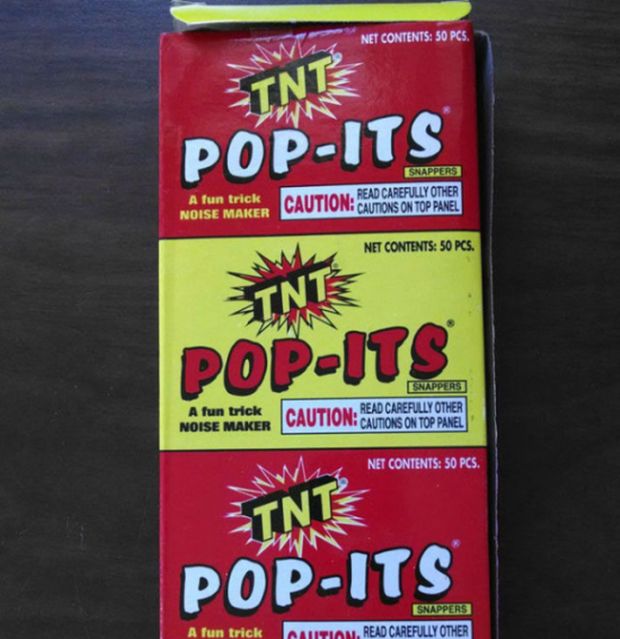 NET CONTENTS: 50 PCS.
TNT®
POP-ITS®
SNAPPERS
A fun trick
NOISE MAKER
CAUTION: READ CAREFULLY OTHER
CAUTIONS ON TOP PANEL
NET CONTENTS: 50 PCS.
TNT®
POP-ITS®
SNAPPERS
A fun trick
NOISE MAKER
CAUTION: READ CAREFULLY OTHER
CAUTIONS ON TOP PANEL
NET CONTENTS: 50 PCS.
TNT®
POP-ITS®
SNAPPERS
A fun trick
CAUTION: READ CAREFULLY OTHER